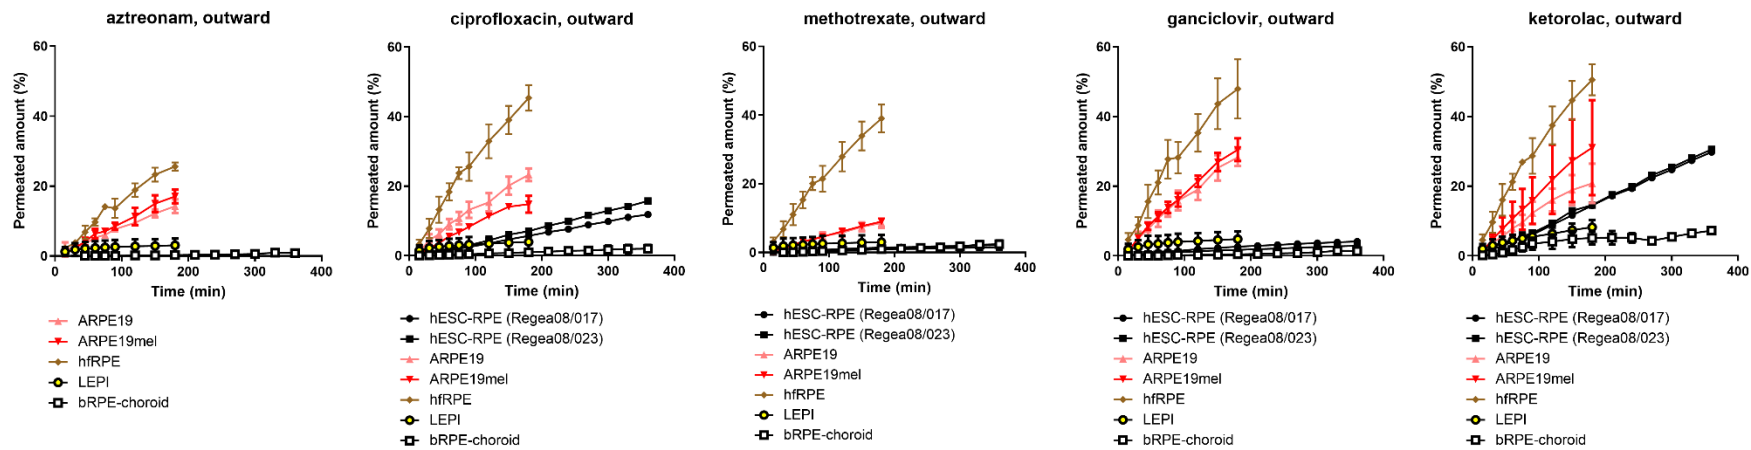 aztreonam, outward
60
40
20
0
0
100
200
300
400
Permeated amount (%)
Time (min)
ARPE19
ARPE19mel
hfRPE
LEPI
bRPE-choroid
ciprofloxacin, outward
60
40
20
0
0
100
200
300
400
Permeated amount (%)
Time (min)
hESC-RPE (Regea08/017)
hESC-RPE (Regea08/023)
ARPE19
ARPE19mel
hfRPE
LEPI
bRPE-choroid
methotrexate, outward
60
40
20
0
0
100
200
300
400
Permeated amount (%)
Time (min)
hESC-RPE (Regea08/017)
hESC-RPE (Regea08/023)
ARPE19
ARPE19mel
hfRPE
LEPI
bRPE-choroid
ganciclovir, outward
60
40
20
0
0
100
200
300
400
Permeated amount (%)
Time (min)
hESC-RPE (Regea08/017)
hESC-RPE (Regea08/023)
ARPE19
ARPE19mel
hfRPE
LEPI
bRPE-choroid
ketorolac, outward
60
40
20
0
0
100
200
300
400
Permeated amount (%)
Time (min)
hESC-RPE (Regea08/017)
hESC-RPE (Regea08/023)
ARPE19
ARPE19mel
hfRPE
LEPI
bRPE-choroid